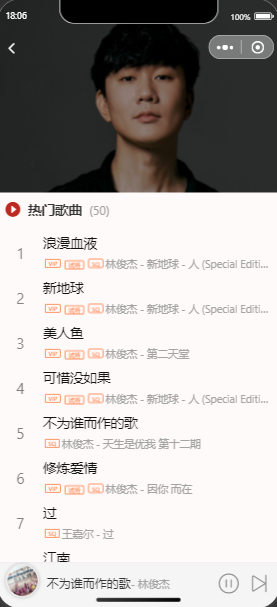 18:06
100%
热门歌曲 (50)
1
浪漫血液
VIP 试听 SQ 林俊杰 - 新地球 - 人 (Special Editi...
2
新地球
VIP 试听 SQ 林俊杰 - 新地球 - 人 (Special Editi...
3
美人鱼
VIP 试听 SQ 林俊杰 - 第二天堂
4
可惜没如果
VIP 试听 SQ 林俊杰 - 新地球 - 人 (Special Editi...
5
不为谁而作的歌
SQ 林俊杰 - 天生是优我 第十二期
6
修炼爱情
VIP 试听 SQ 林俊杰 - 因你 而在
7
过
SQ 王嘉尔 - 过
江南
不为谁而作的歌 - 林俊杰